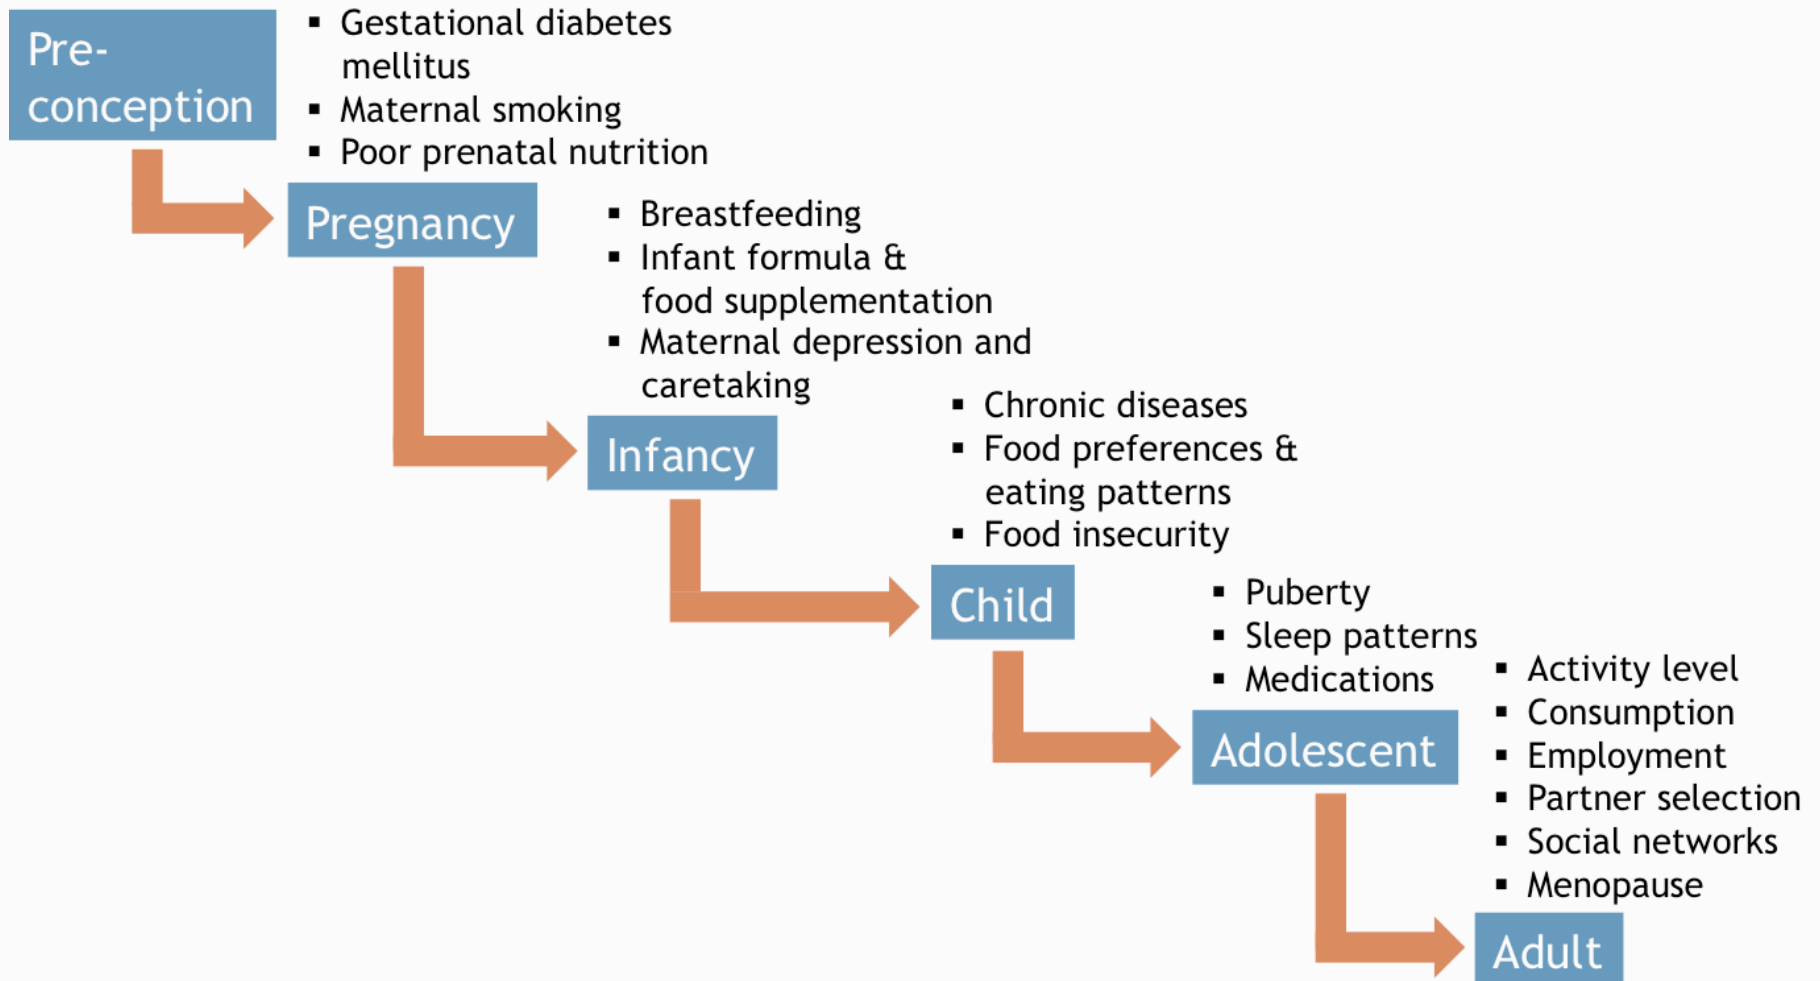 Pre-
conception
▪ Gestational diabetes
mellitus
▪ Maternal smoking
▪ Poor prenatal nutrition
Pregnancy
▪ Breastfeeding
▪ Infant formula &
food supplementation
▪ Maternal depression and
caretaking
Infancy
▪ Chronic diseases
▪ Food preferences &
eating patterns
▪ Food insecurity
Child
▪ Puberty
▪ Sleep patterns
▪ Medications
Adolescent
▪ Activity level
▪ Consumption
▪ Employment
▪ Partner selection
▪ Social networks
▪ Menopause
Adult